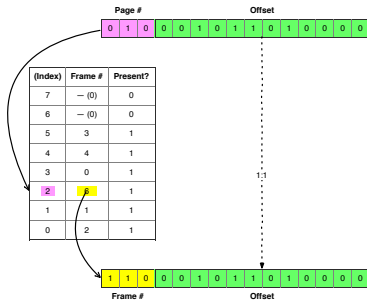 Page # Offset
0 1 0 0 0 1 0 1 1 0 1 0 0 0 0
(Index) Frame # Present?
7 — (0) 0
6 — (0) 0
5 3 1
4 4 1
3 0 1
1:1
2 6 1
1 1 1
0 2 1
1 1 0 0 0 1 0 1 1 0 1 0 0 0 0
Frame # Offset